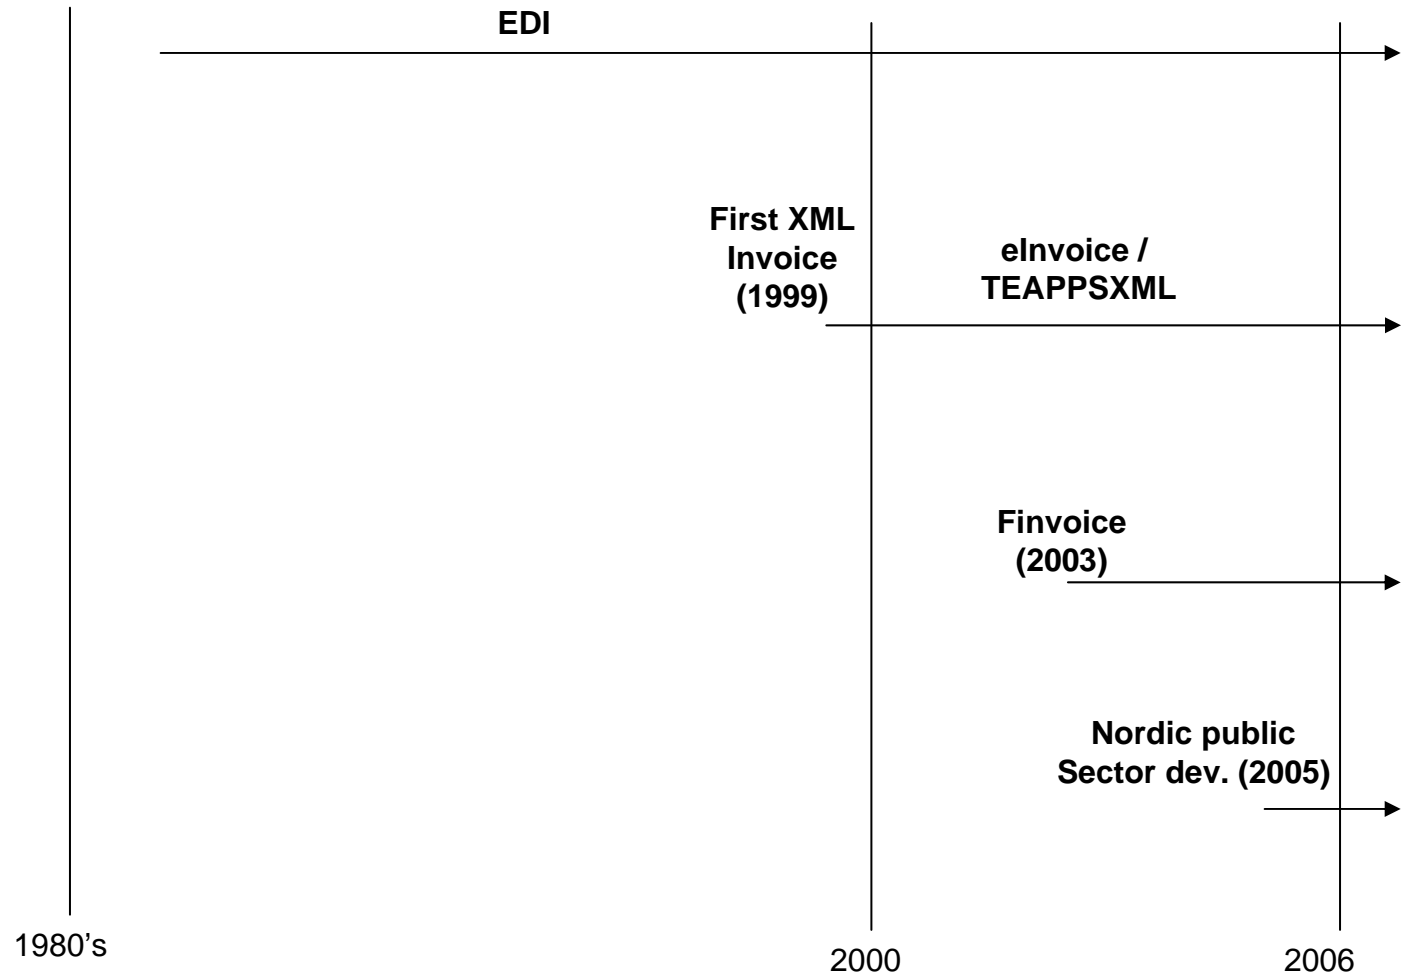 EDI
First XML
Invoice
(1999)
eInvoice /
TEAPPSXML
Finvoice
(2003)
Nordic public
Sector dev. (2005)
1980’s
2000
2006